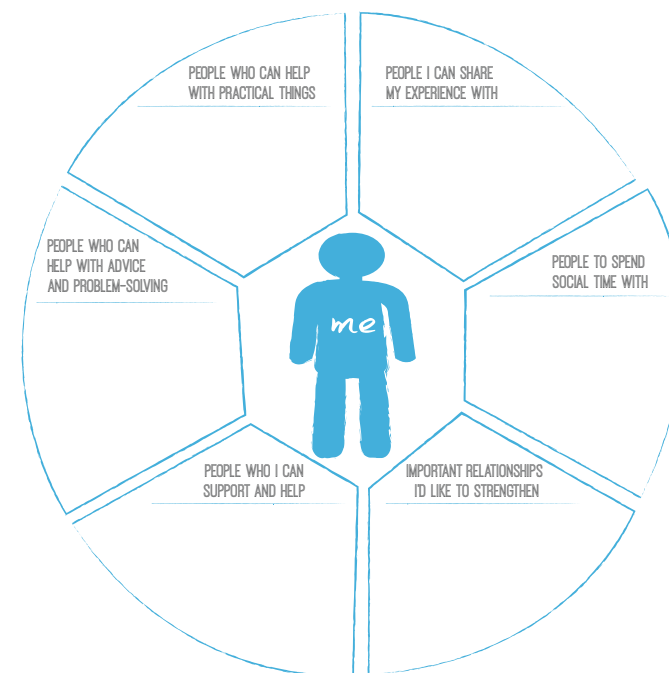 PEOPLE WHO CAN HELP
WITH PRACTICAL THINGS
PEOPLE I CAN SHARE
MY EXPERIENCE WITH
PEOPLE WHO CAN
HELP WITH ADVICE
AND PROBLEM-SOLVING
PEOPLE TO SPEND
SOCIAL TIME WITH
me
PEOPLE WHO I CAN
SUPPORT AND HELP
IMPORTANT RELATIONSHIPS
I'D LIKE TO STRENGTHEN